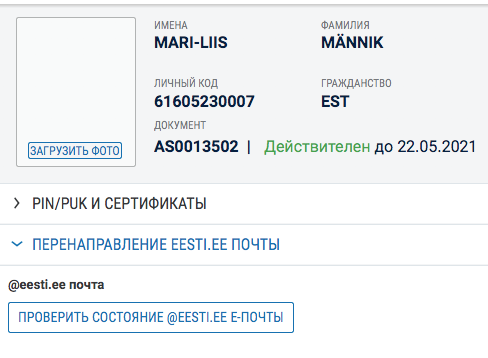 ИМЕНА ФАМИЛИЯ
MARI-LIIS MÄNNIK
ЛИЧНЫЙ КОД ГРАЖДАНСТВО
61605230007 EST
ДОКУМЕНТ
AS0013502 | Действителен до 22.05.2021
ЗАГРУЗИТЬ ФОТО
PIN/PUK И СЕРТИФИКАТЫ
ПЕРЕНАПРАВЛЕНИЕ EESTI.EE ПОЧТЫ
@eesti.ee почта
ПРОВЕРИТЬ СОСТОЯНИЕ @EESTI.EE Е-ПОЧТЫ